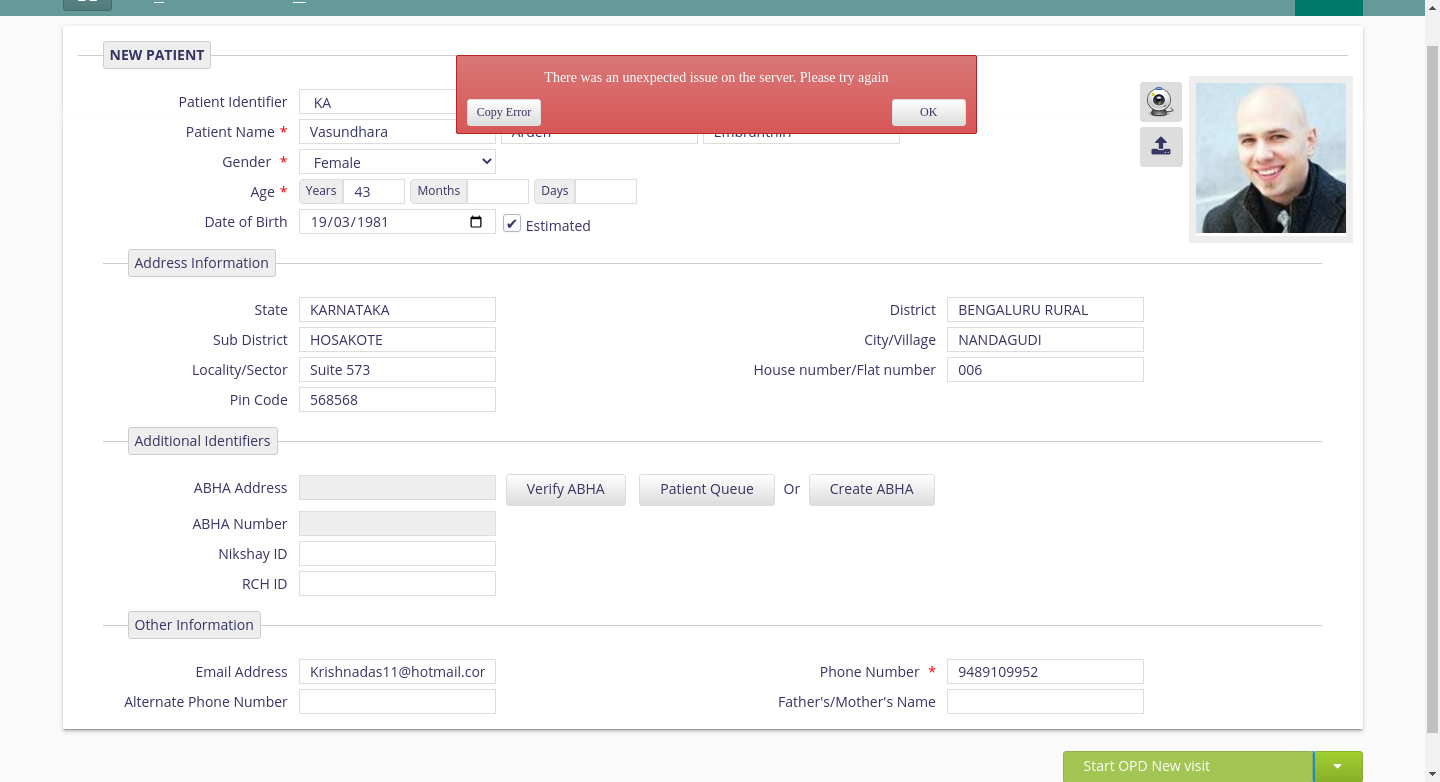 NEW PATIENT
There was an unexpected issue on the server. Please try again
Copy Error OK
Patient Identifier KA
Patient Name * Vasundhara
Gender * Female
Age * Years 43 Months Days
Date of Birth 19/03/1981 Estimated
Address Information
State KARNATAKA District BENGALURU RURAL
Sub District HOSAKOTE City/Village NANDAGUDI
Locality/Sector Suite 573 House number/Flat number 006
Pin Code 568568
Additional Identifiers
ABHA Address Verify ABHA Patient Queue Or Create ABHA
ABHA Number
Nikshay ID
RCH ID
Other Information
Email Address Krishnadas11@hotmail.cor Phone Number * 9489109952
Alternate Phone Number Father's/Mother's Name
Start OPD New visit